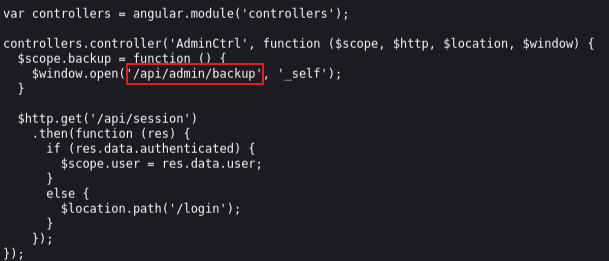 var controllers = angular.module('controllers');
controllers.controller('AdminCtrl', function ($scope, $http, $location, $window) {
$scope.backup = function () {
$window.open('/api/admin/backup', '_self');
}
$http.get('/api/session')
.then(function (res) {
if (res.data.authenticated) {
$scope.user = res.data.user;
}
else {
$location.path('/login');
}
});
});